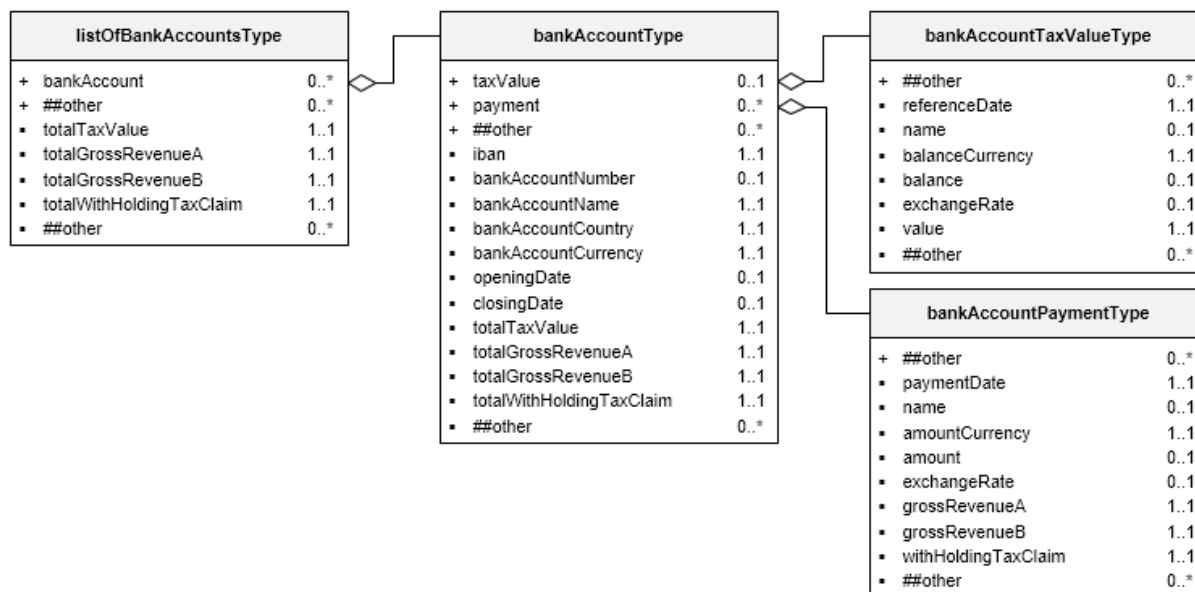 listOfBankAccountsType
+ bankAccount 0..*
+ ##other 0..*
▪ totalTaxValue 1..1
▪ totalGrossRevenueA 1..1
▪ totalGrossRevenueB 1..1
▪ totalWithHoldingTaxClaim 1..1
▪ ##other 0..*
bankAccountType
+ taxValue 0..1
+ payment 0..*
+ ##other 0..*
▪ iban 1..1
▪ bankAccountNumber 0..1
▪ bankAccountName 1..1
▪ bankAccountCountry 1..1
▪ bankAccountCurrency 1..1
▪ openingDate 0..1
▪ closingDate 0..1
▪ totalTaxValue 1..1
▪ totalGrossRevenueA 1..1
▪ totalGrossRevenueB 1..1
▪ totalWithHoldingTaxClaim 1..1
▪ ##other 0..*
bankAccountTaxValueType
+ ##other 0..*
▪ referenceDate 1..1
▪ name 0..1
▪ balanceCurrency 1..1
▪ balance 0..1
▪ exchangeRate 0..1
▪ value 1..1
▪ ##other 0..*
bankAccountPaymentType
+ ##other 0..*
▪ paymentDate 1..1
▪ name 0..1
▪ amountCurrency 1..1
▪ amount 0..1
▪ exchangeRate 0..1
▪ grossRevenueA 1..1
▪ grossRevenueB 1..1
▪ withHoldingTaxClaim 1..1
▪ ##other 0..*